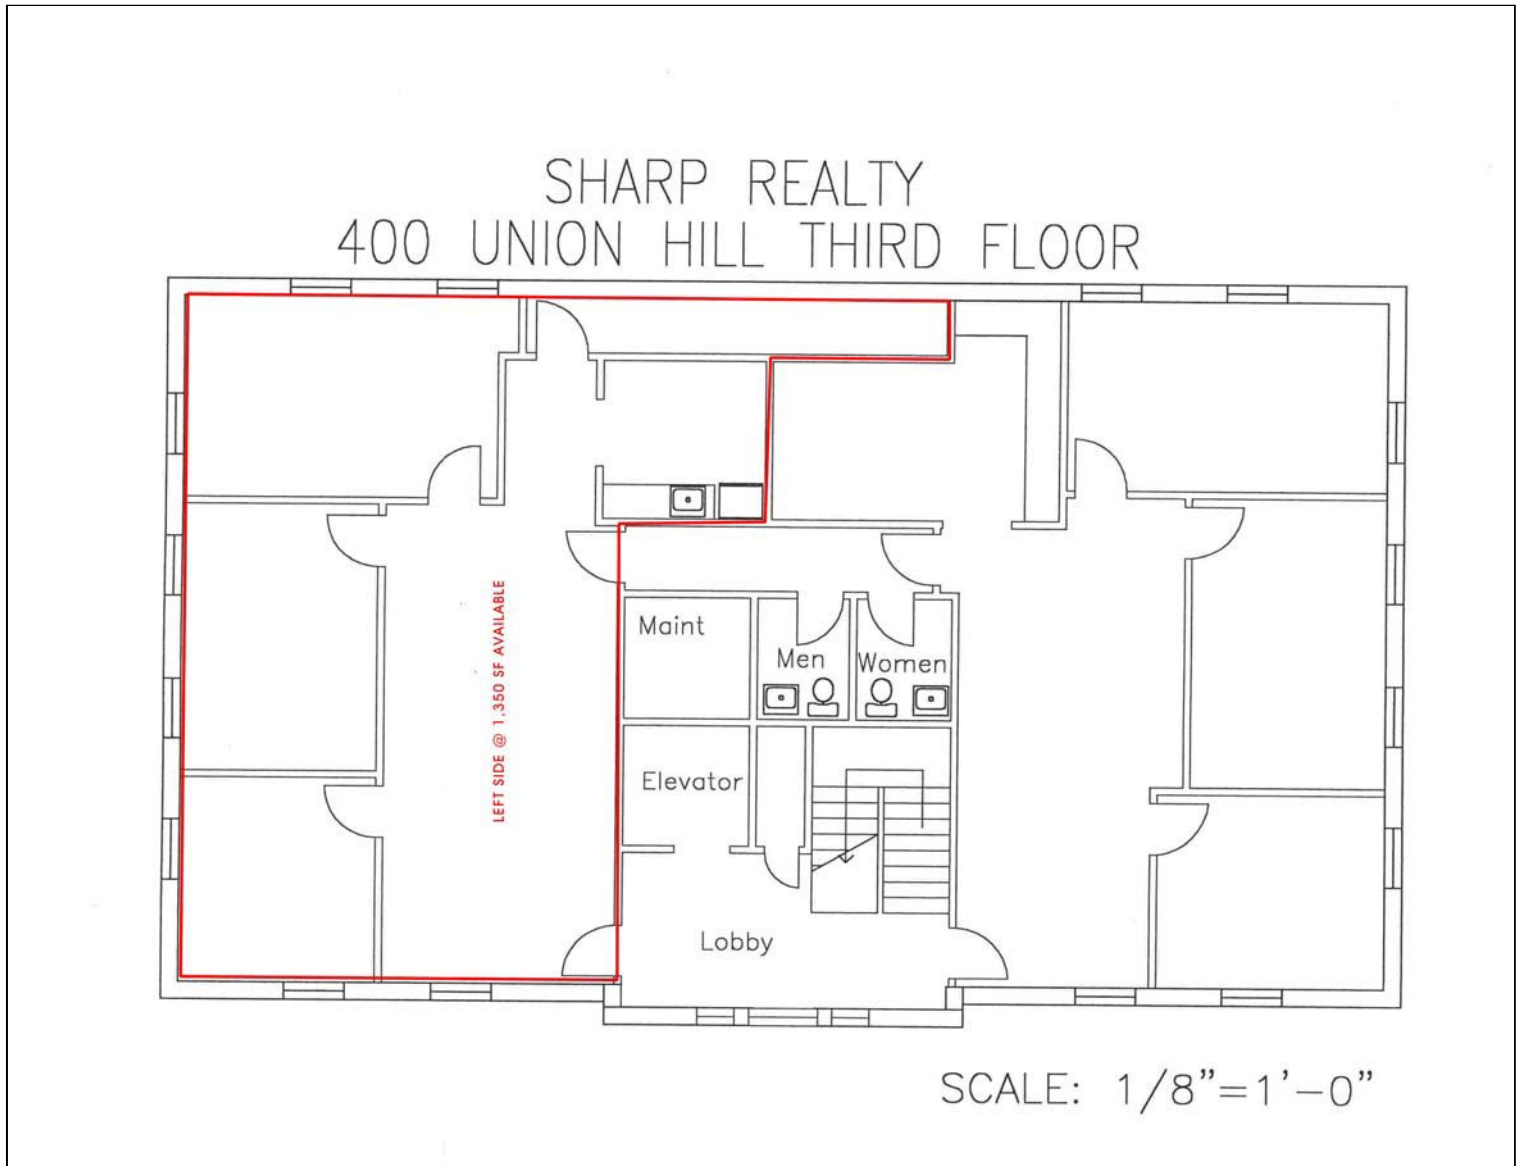 SHARP REALTY
400 UNION HILL THIRD FLOOR
LEFT SIDE @ 1,350 SF AVAILABLE
Maint
Men
Women
Elevator
Lobby
SCALE: 1/8"=1'-0"